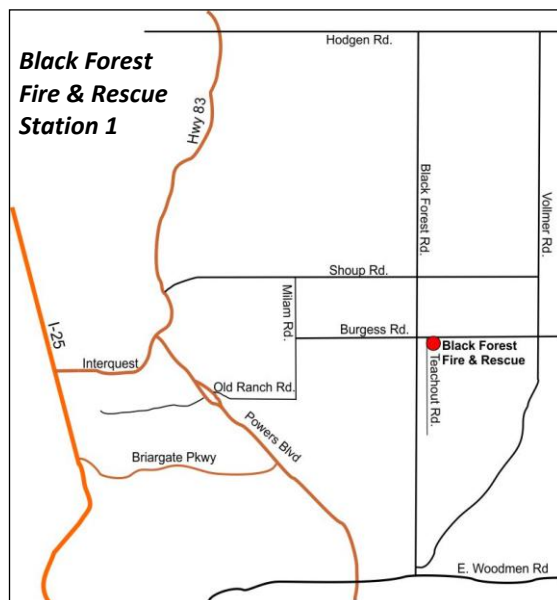 Black Forest
Fire & Rescue
Station 1
Hodgen Rd.
Hwy 83
Black Forest Rd.
Vollmer Rd.
Shoup Rd.
Milam Rd.
Burgess Rd.
I-25
Interquest
Black Forest
Fire & Rescue
Teachout Rd.
Old Ranch Rd.
Powers Blvd
Briargate Pkwy
E. Woodmen Rd